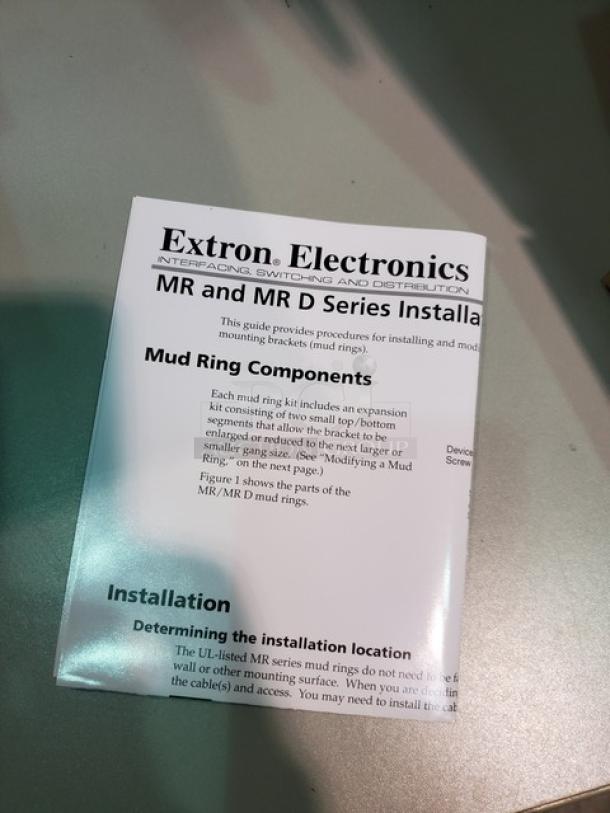 Extron® Electronics
INTERFACING, SWITCHING AND DISTRIBUTION
MR and MR D Series Installa
This guide provides procedures for installing and modi
mounting brackets (mud rings).
Mud Ring Components
Each mud ring kit includes an expansion
kit consisting of two small top/bottom
segments that allow the bracket to be
enlarged or reduced to the next larger or
smaller gang size. (See "Modifying a Mud
Ring," on the next page.)
Device
Screw
Figure 1 shows the parts of the
MR/MR D mud rings.
Installation
Determining the installation location
The UL-listed MR series mud rings do not need to be fa
wall or other mounting surface. When you are decidin
the cable(s) and access. You may need to install the cab